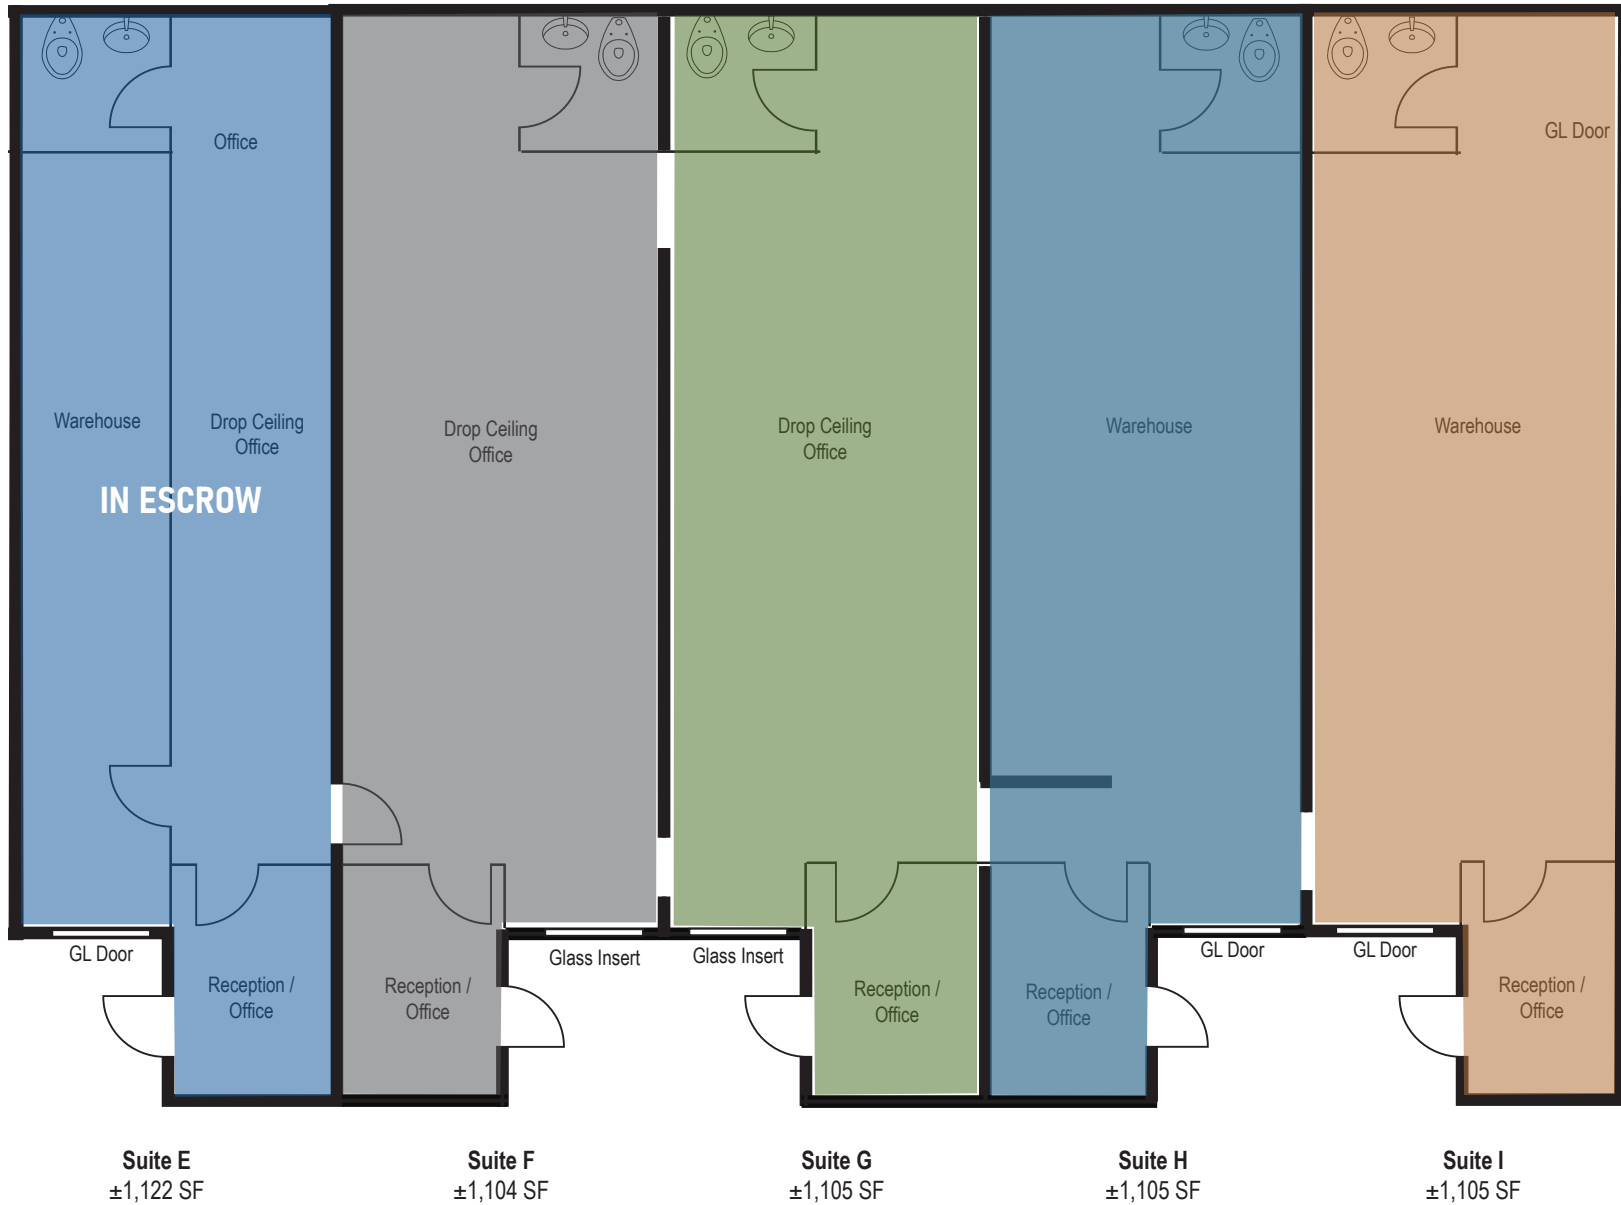 Office
GL Door
Warehouse
Drop Ceiling
Office
IN ESCROW
Drop Ceiling
Office
Drop Ceiling
Office
Warehouse
Warehouse
GL Door
Glass Insert
Glass Insert
GL Door
GL Door
Reception /
Office
Reception /
Office
Reception /
Office
Reception /
Office
Reception /
Office
Suite E
±1,122 SF
Suite F
±1,104 SF
Suite G
±1,105 SF
Suite H
±1,105 SF
Suite I
±1,105 SF